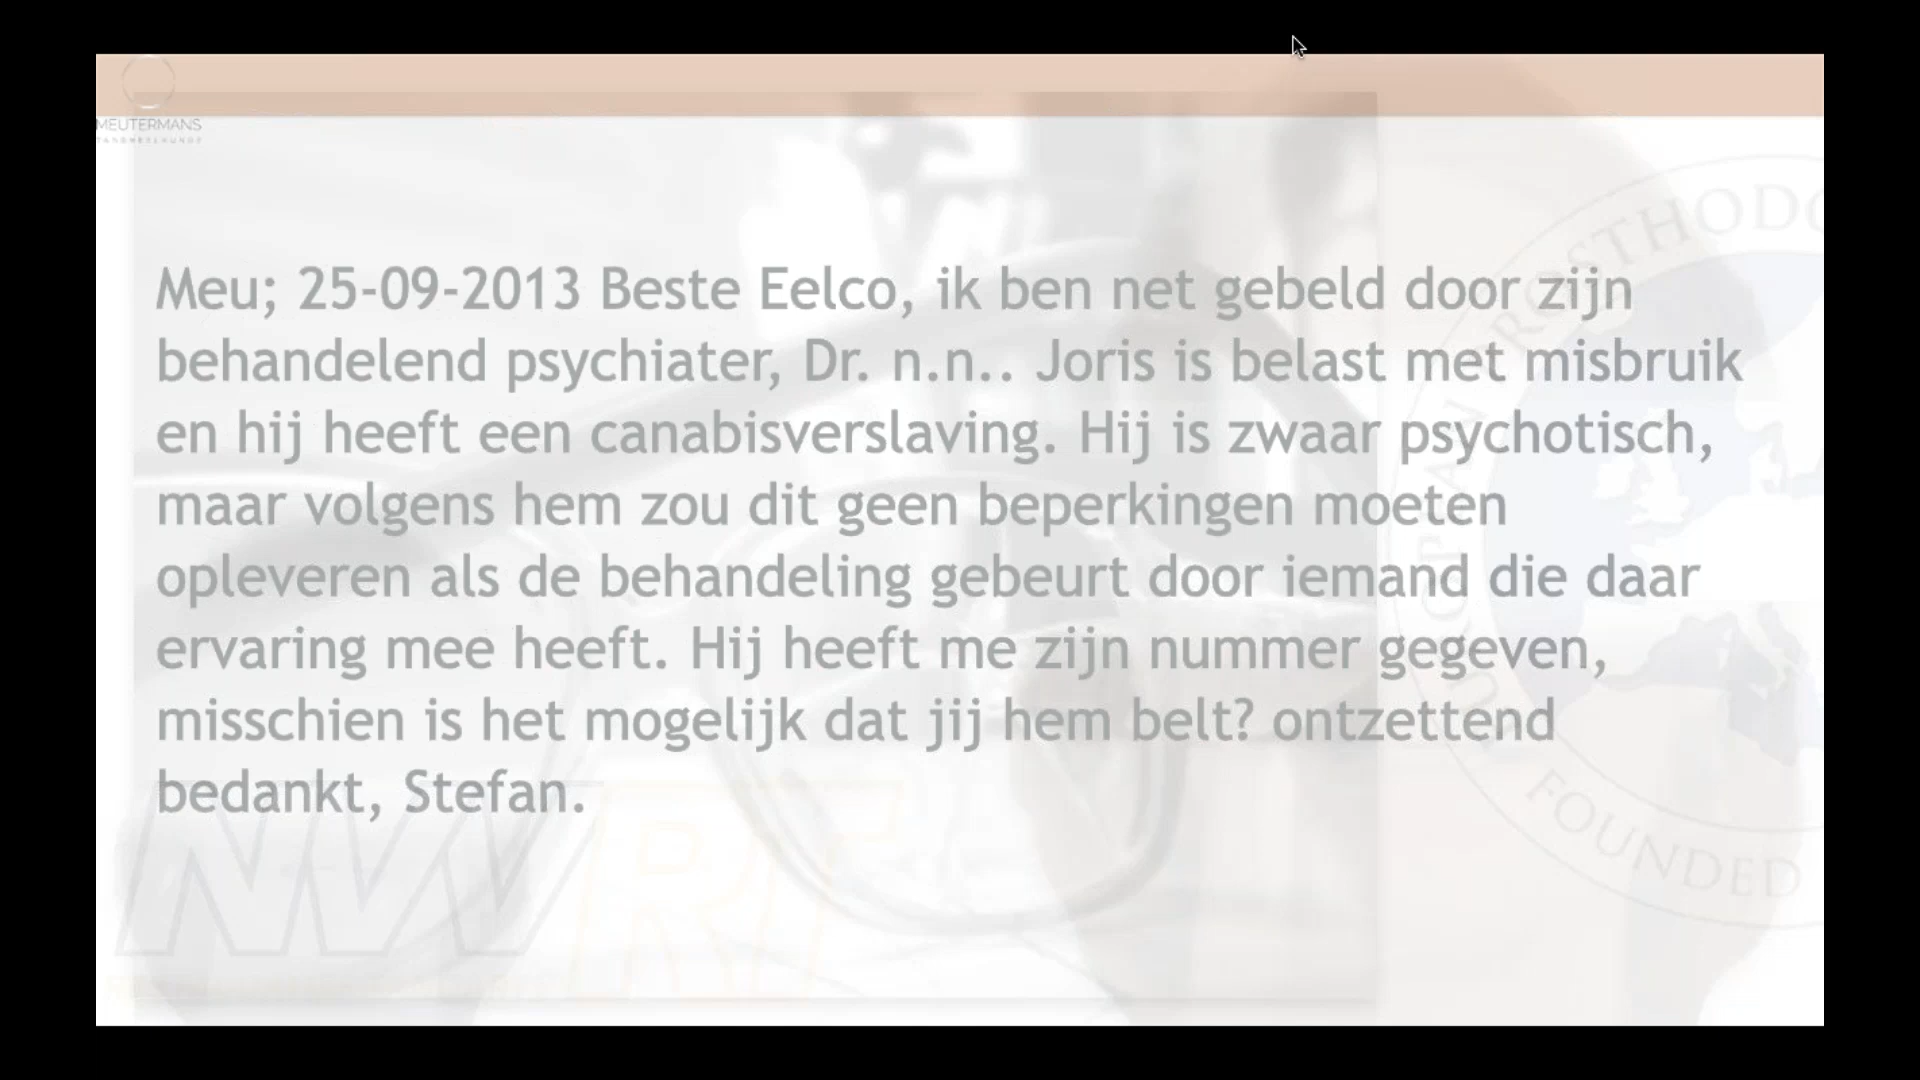 MEUTERMANS
TANDHEELKUNDE
Meu; 25-09-2013 Beste Eelco, ik ben net gebeld door zijn
behandelend psychiater, Dr. n.n.. Joris is belast met misbruik
en hij heeft een canabisverslaving. Hij is zwaar psychotisch,
maar volgens hem zou dit geen beperkingen moeten
opleveren als de behandeling gebeurt door iemand die daar
ervaring mee heeft. Hij heeft me zijn nummer gegeven,
misschien is het mogelijk dat jij hem belt? ontzettend
bedankt, Stefan.
NVVRT
FOUNDED